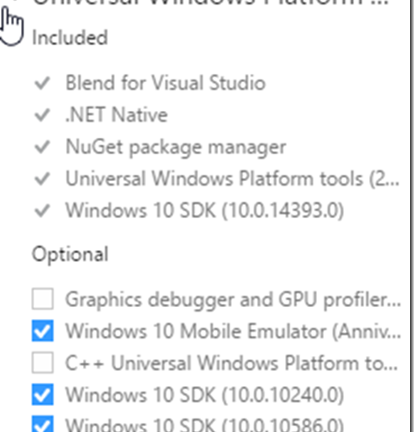 Universal Windows Platform ...
Included
Blend for Visual Studio
.NET Native
NuGet package manager
Universal Windows Platform tools (2...
Windows 10 SDK (10.0.14393.0)
Optional
Graphics debugger and GPU profiler...
Windows 10 Mobile Emulator (Anniv...
C++ Universal Windows Platform to...
Windows 10 SDK (10.0.10240.0)
Windows 10 SDK (10.0.10586.0)